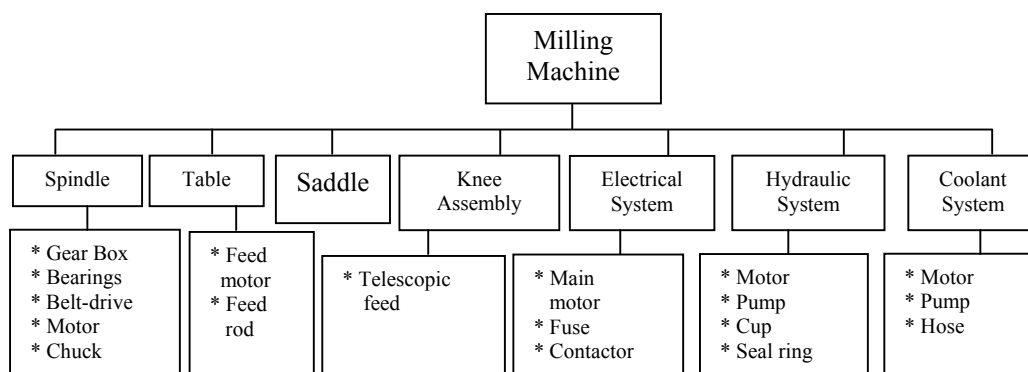 Milling
Machine
Spindle
Table
Saddle
Knee
Assembly
Electrical
System
Hydraulic
System
Coolant
System
* Gear Box
* Bearings
* Belt-drive
* Motor
* Chuck
* Feed
motor
* Feed
rod
* Telescopic
feed
* Main
motor
* Fuse
* Contactor
* Motor
* Pump
* Cup
* Seal ring
* Motor
* Pump
* Hose